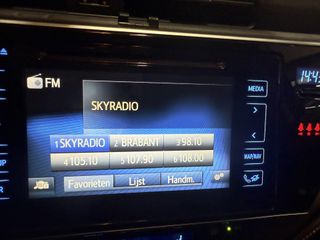 FM
SKYRADIO
MEDIA
1 SKYRADIO 2 BRABANT 3 98.10
4 105.10 5 107.90 6 108.00
MAP/NAV
Favorieten Lijst Handm.